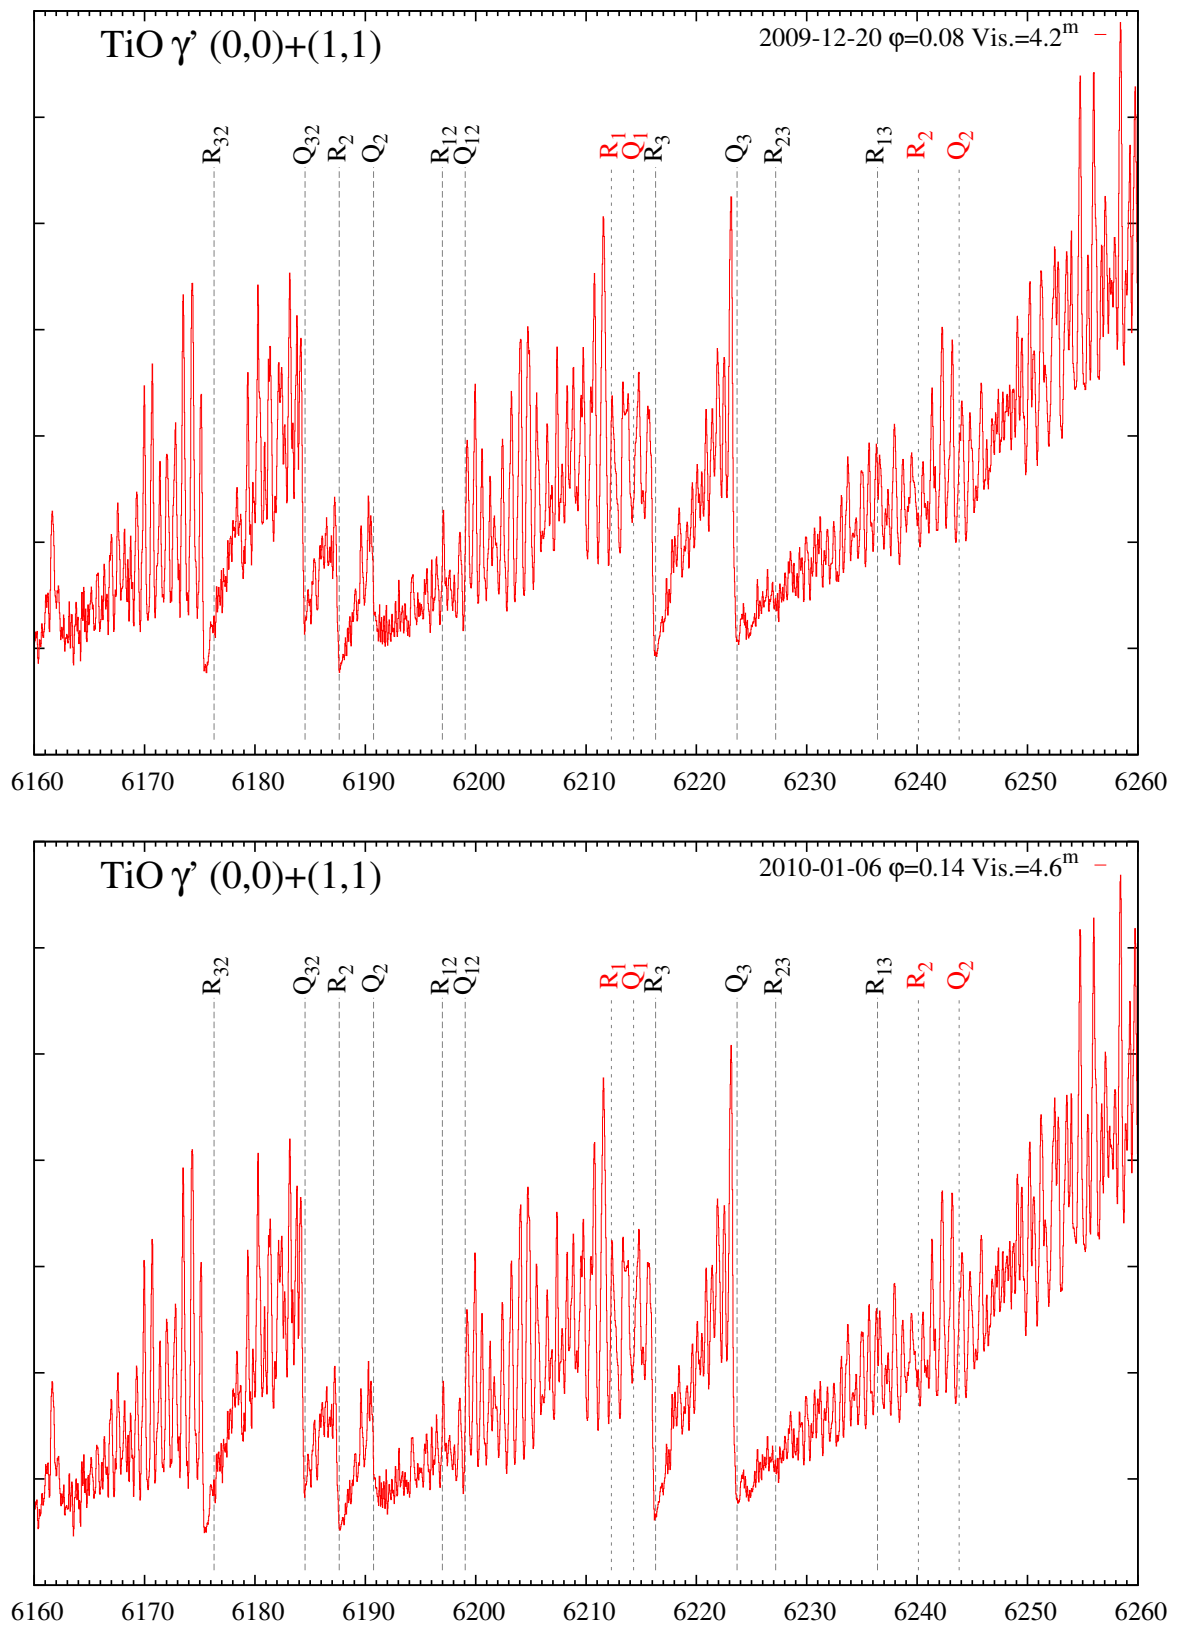 TiO γ’ (0,0)+(1,1)
2009-12-20 φ=0.08 Vis.=4.2m
R32 Q32 R2 Q2 R12 Q12 R1 Q1 R3 Q3 R23 R13 R2 Q2
6160 6170 6180 6190 6200 6210 6220 6230 6240 6250 6260
TiO γ’ (0,0)+(1,1)
2010-01-06 φ=0.14 Vis.=4.6m
R32 Q32 R2 Q2 R12 Q12 R1 Q1 R3 Q3 R23 R13 R2 Q2
6160 6170 6180 6190 6200 6210 6220 6230 6240 6250 6260